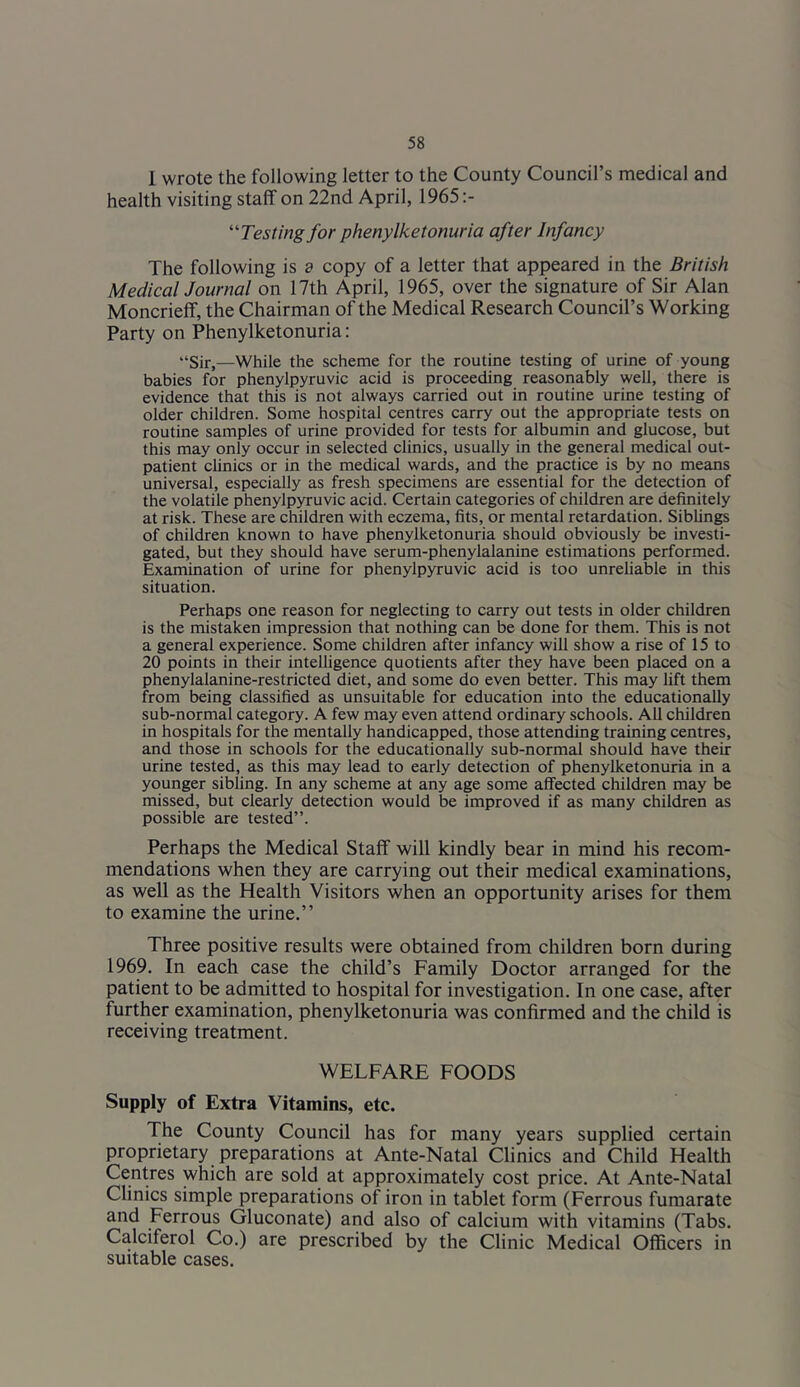 58
I wrote the following letter to the County Council's medical and
health visiting staff on 22nd April, 1965:-
“Testing for phenylketonuria after Infancy
The following is a copy of a letter that appeared in the British
Medical Journal on 17th April, 1965, over the signature of Sir Alan
Moncrieff, the Chairman of the Medical Research Council's Working
Party on Phenylketonuria:
“Sir,—While the scheme for the routine testing of urine of young
babies for phenylpyruvic acid is proceeding reasonably well, there is
evidence that this is not always carried out in routine urine testing of
older children. Some hospital centres carry out the appropriate tests on
routine samples of urine provided for tests for albumin and glucose, but
this may only occur in selected clinics, usually in the general medical out-
patient clinics or in the medical wards, and the practice is by no means
universal, especially as fresh specimens are essential for the detection of
the volatile phenylpyruvic acid. Certain categories of children are definitely
at risk. These are children with eczema, fits, or mental retardation. Siblings
of children known to have phenylketonuria should obviously be investi-
gated, but they should have serum-phenylalanine estimations performed.
Examination of urine for phenylpyruvic acid is too unreliable in this
situation.
Perhaps one reason for neglecting to carry out tests in older children
is the mistaken impression that nothing can be done for them. This is not
a general experience. Some children after infancy will show a rise of 15 to
20 points in their intelligence quotients after they have been placed on a
phenylalanine-restricted diet, and some do even better. This may lift them
from being classified as unsuitable for education into the educationally
sub-normal category. A few may even attend ordinary schools. All children
in hospitals for the mentally handicapped, those attending training centres,
and those in schools for the educationally sub-normal should have their
urine tested, as this may lead to early detection of phenylketonuria in a
younger sibling. In any scheme at any age some affected children may be
missed, but clearly detection would be improved if as many children as
possible are tested”.
Perhaps the Medical Staff will kindly bear in mind his recom-
mendations when they are carrying out their medical examinations,
as well as the Health Visitors when an opportunity arises for them
to examine the urine.”
Three positive results were obtained from children born during
1969. In each case the child's Family Doctor arranged for the
patient to be admitted to hospital for investigation. In one case, after
further examination, phenylketonuria was confirmed and the child is
receiving treatment.
WELFARE FOODS
Supply of Extra Vitamins, etc.
The County Council has for many years supplied certain
proprietary preparations at Ante-Natal Clinics and Child Health
Centres which are sold at approximately cost price. At Ante-Natal
Clinics simple preparations of iron in tablet form (Ferrous fumarate
and Ferrous Gluconate) and also of calcium with vitamins (Tabs.
Calciferol Co.) are prescribed by the Clinic Medical Officers in
suitable cases.